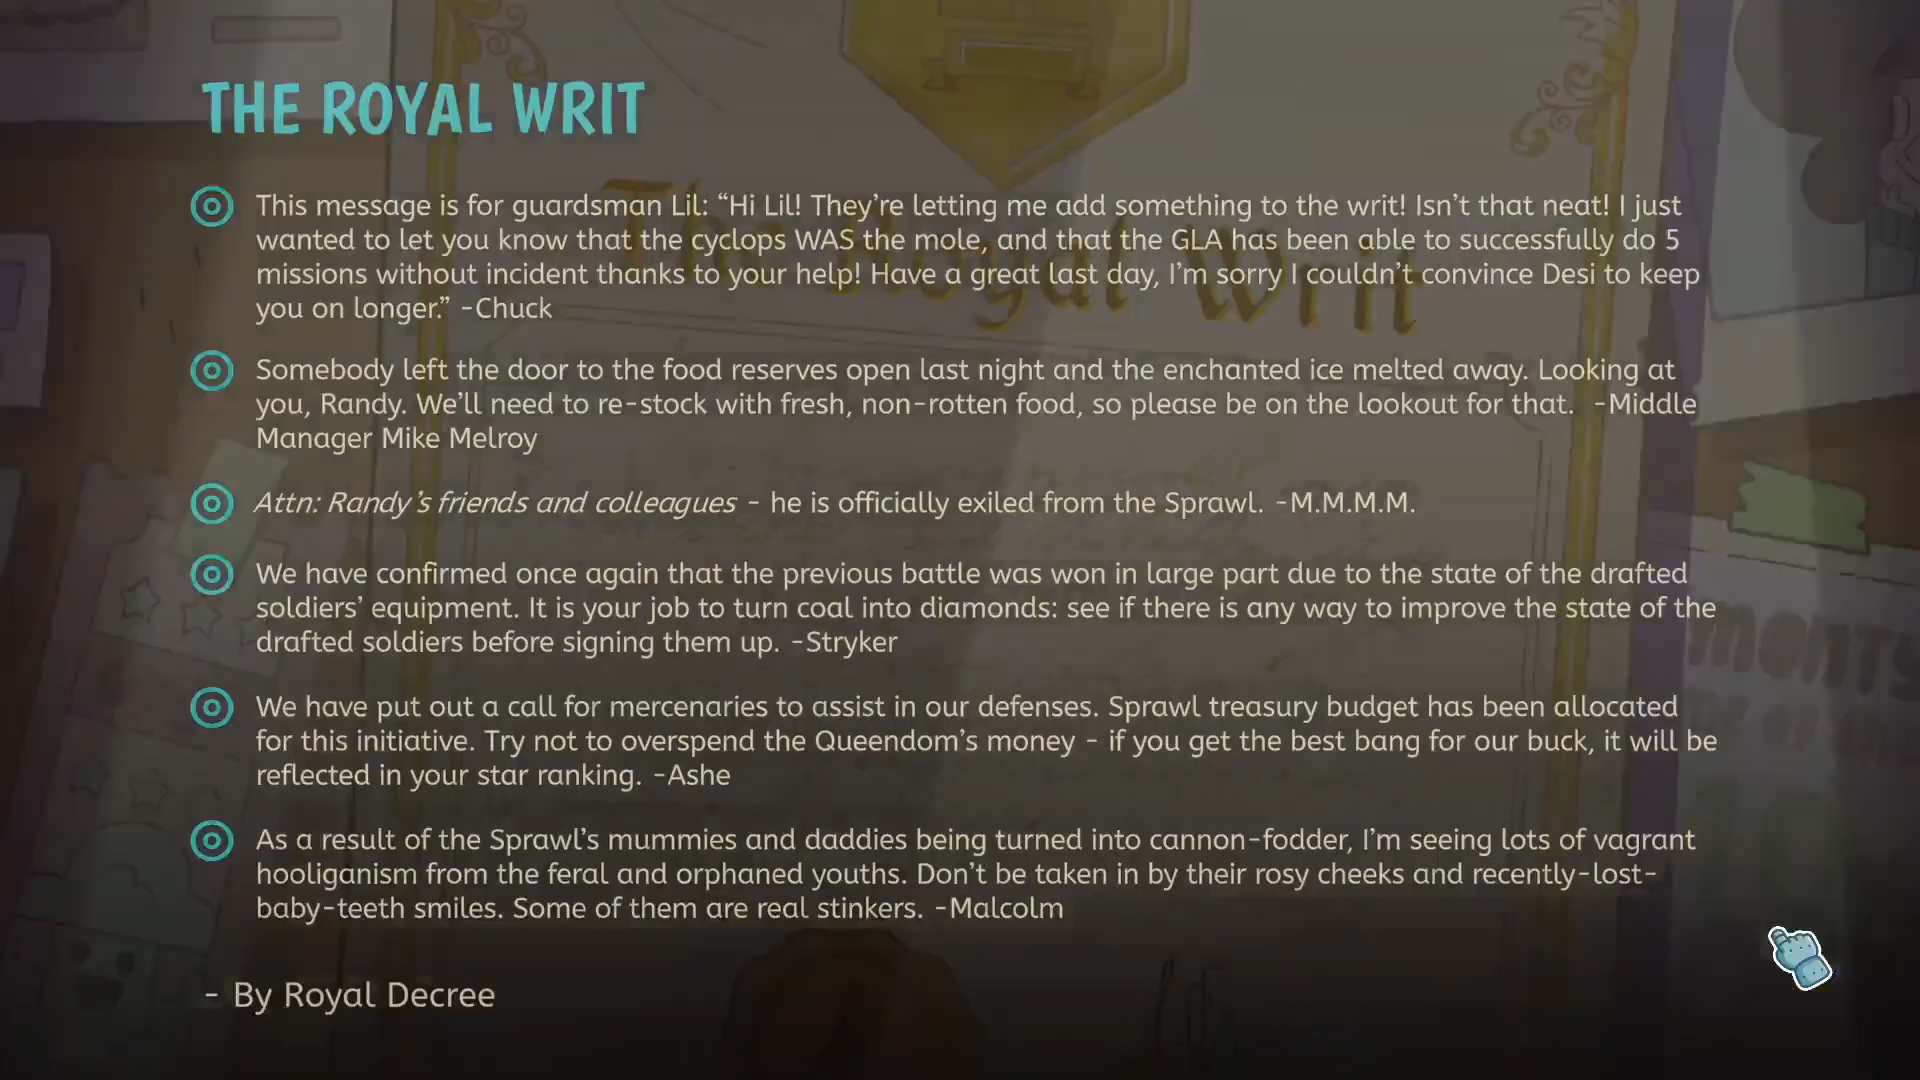 THE ROYAL WRIT
This message is for guardsman Lil: “Hi Lil! They’re letting me add something to the writ! Isn’t that neat! I just
wanted to let you know that the cyclops WAS the mole, and that the GLA has been able to successfully do 5
missions without incident thanks to your help! Have a great last day, I’m sorry I couldn’t convince Desi to keep
you on longer.” -Chuck
Somebody left the door to the food reserves open last night and the enchanted ice melted away. Looking at
you, Randy. We’ll need to re-stock with fresh, non-rotten food, so please be on the lookout for that. -Middle
Manager Mike Melroy
Attn: Randy’s friends and colleagues - he is officially exiled from the Sprawl. -M.M.M.M.
We have confirmed once again that the previous battle was won in large part due to the state of the drafted
soldiers’ equipment. It is your job to turn coal into diamonds: see if there is any way to improve the state of the
drafted soldiers before signing them up. -Stryker
We have put out a call for mercenaries to assist in our defenses. Sprawl treasury budget has been allocated
for this initiative. Try not to overspend the Queendom’s money - if you get the best bang for our buck, it will be
reflected in your star ranking. -Ashe
As a result of the Sprawl’s mummies and daddies being turned into cannon-fodder, I’m seeing lots of vagrant
hooliganism from the feral and orphaned youths. Don’t be taken in by their rosy cheeks and recently-lost-
baby-teeth smiles. Some of them are real stinkers. -Malcolm
- By Royal Decree
The Royal Writ